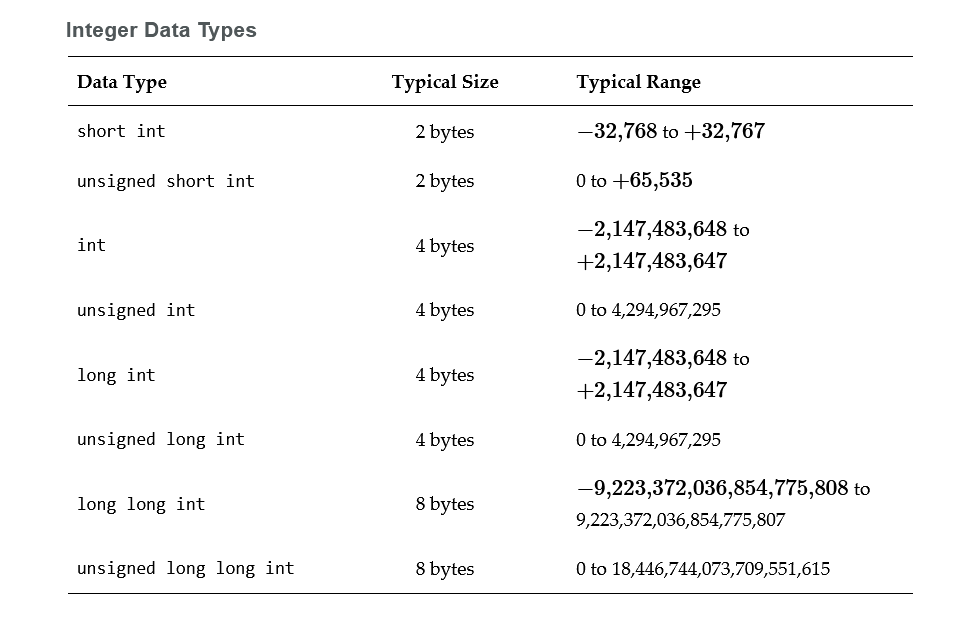 Integer Data Types
Data Type Typical Size Typical Range
short int 2 bytes −32,768 to +32,767
unsigned short int 2 bytes 0 to +65,535
int 4 bytes −2,147,483,648 to
+2,147,483,647
unsigned int 4 bytes 0 to 4,294,967,295
long int 4 bytes −2,147,483,648 to
+2,147,483,647
unsigned long int 4 bytes 0 to 4,294,967,295
long long int 8 bytes −9,223,372,036,854,775,808 to
9,223,372,036,854,775,807
unsigned long long int 8 bytes 0 to 18,446,744,073,709,551,615